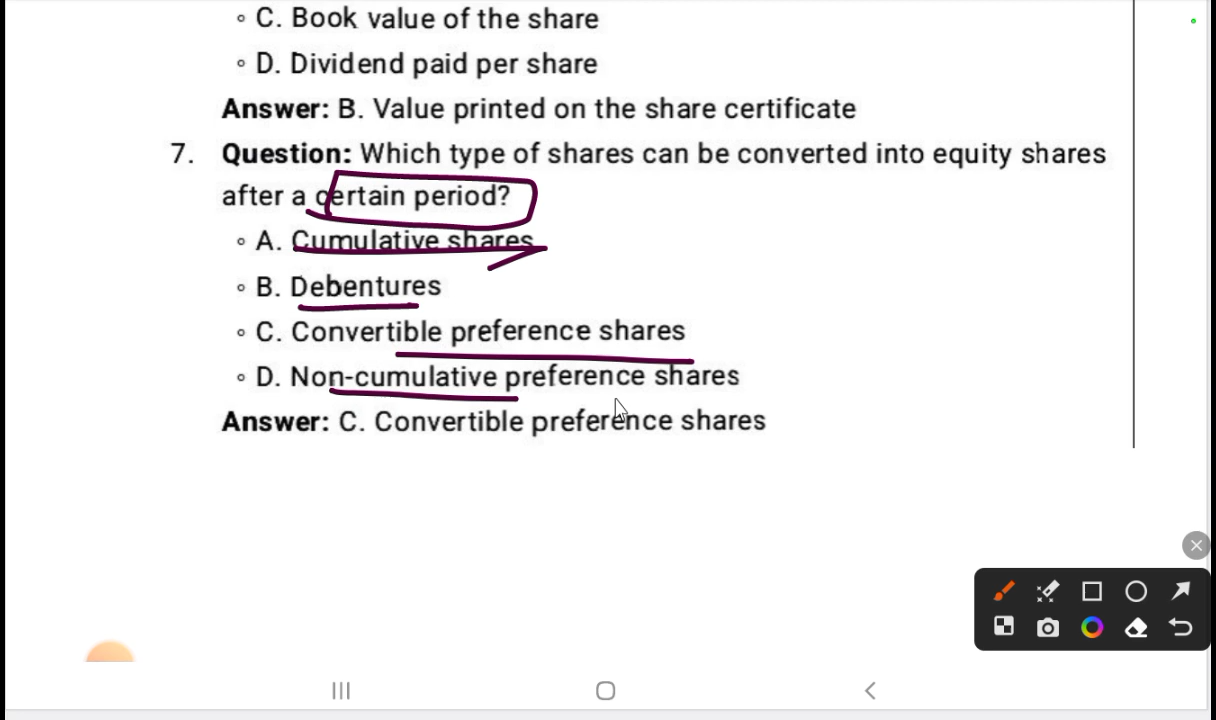 ◦ C. Book value of the share
◦ D. Dividend paid per share
Answer: B. Value printed on the share certificate
7. Question: Which type of shares can be converted into equity shares
after a certain period?
◦ A. Cumulative shares
◦ B. Debentures
◦ C. Convertible preference shares
◦ D. Non-cumulative preference shares
Answer: C. Convertible preference shares